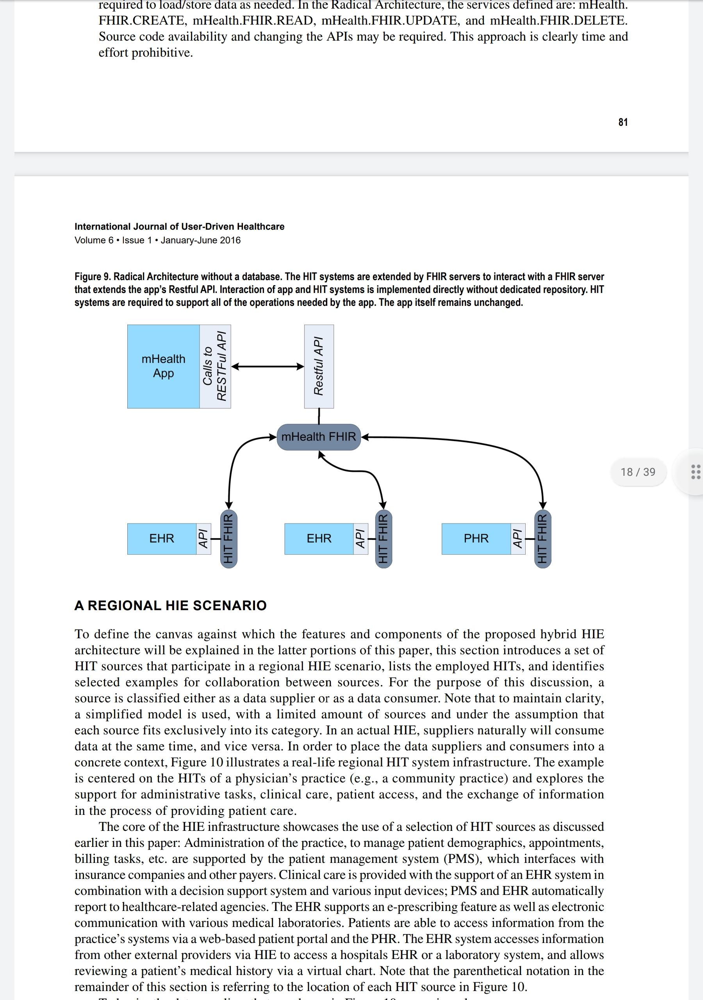 required to load/store data as needed. In the Radical Architecture, the services defined are: mHealth.
FHIR.CREATE, mHealth.FHIR.READ, mHealth.FHIR.UPDATE, and mHealth.FHIR.DELETE.
Source code availability and changing the APIs may be required. This approach is clearly time and
effort prohibitive.
81
International Journal of User-Driven Healthcare
Volume 6 • Issue 1 • January-June 2016
Figure 9. Radical Architecture without a database. The HIT systems are extended by FHIR servers to interact with a FHIR server
that extends the app's Restful API. Interaction of app and HIT systems is implemented directly without dedicated repository. HIT
systems are required to support all of the operations needed by the app. The app itself remains unchanged.
mHealth
App
Calls to
RESTFul API
Restful API
mHealth FHIR
18 / 39
EHR
API
HIT FHIR
EHR
API
HIT FHIR
PHR
API
HIT FHIR
A REGIONAL HIE SCENARIO
To define the canvas against which the features and components of the proposed hybrid HIE
architecture will be explained in the latter portions of this paper, this section introduces a set of
HIT sources that participate in a regional HIE scenario, lists the employed HITs, and identifies
selected examples for collaboration between sources. For the purpose of this discussion, a
source is classified either as a data supplier or as a data consumer. Note that to maintain clarity,
a simplified model is used, with a limited amount of sources and under the assumption that
each source fits exclusively into its category. In an actual HIE, suppliers naturally will consume
data at the same time, and vice versa. In order to place the data suppliers and consumers into a
concrete context, Figure 10 illustrates a real-life regional HIT system infrastructure. The example
is centered on the HITs of a physician's practice (e.g., a community practice) and explores the
support for administrative tasks, clinical care, patient access, and the exchange of information
in the process of providing patient care.
The core of the HIE infrastructure showcases the use of a selection of HIT sources as discussed
earlier in this paper: Administration of the practice, to manage patient demographics, appointments,
billing tasks, etc. are supported by the patient management system (PMS), which interfaces with
insurance companies and other payers. Clinical care is provided with the support of an EHR system in
combination with a decision support system and various input devices; PMS and EHR automatically
report to healthcare-related agencies. The EHR supports an e-prescribing feature as well as electronic
communication with various medical laboratories. Patients are able to access information from the
practice's systems via a web-based patient portal and the PHR. The EHR system accesses information
from other external providers via HIE to access a hospitals EHR or a laboratory system, and allows
reviewing a patient's medical history via a virtual chart. Note that the parenthetical notation in the
remainder of this section is referring to the location of each HIT source in Figure 10.